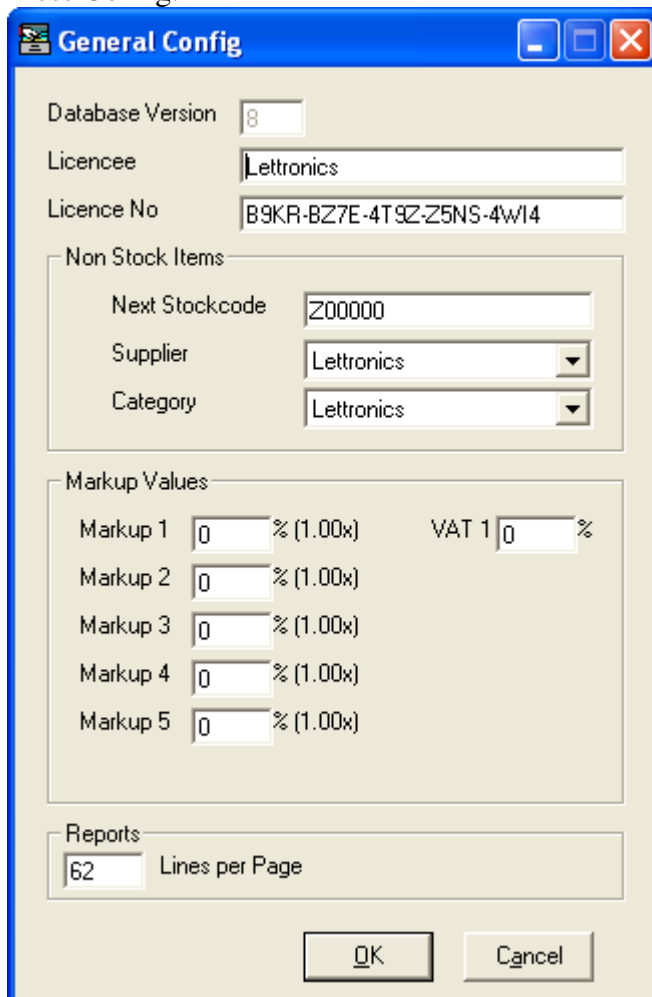 General Config
Database Version 8
Licencee Lettronics
Licence No B9KR-BZ7E-4T9Z-Z5NS-4WI4
Non Stock Items
Next Stockcode Z00000
Supplier Lettronics
Category Lettronics
Markup Values
Markup 1 0 % (1.00x) VAT 1 0 %
Markup 2 0 % (1.00x)
Markup 3 0 % (1.00x)
Markup 4 0 % (1.00x)
Markup 5 0 % (1.00x)
Reports
62 Lines per Page
OK Cancel